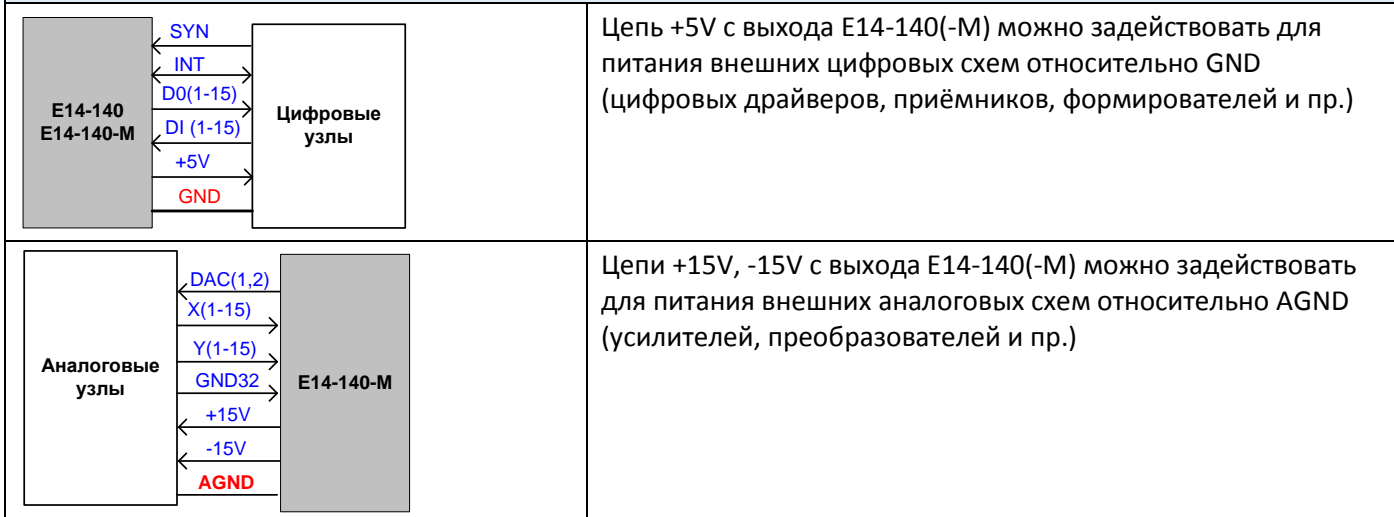 SYN
INT
D0(1-15)
DI (1-15)
+5V
GND
E14-140
E14-140-M
Цифровые
узлы
Цепь +5V с выхода E14-140(-M) можно задействовать для
питания внешних цифровых схем относительно GND
(цифровых драйверов, приёмников, формирователей и пр.)
DAC(1,2)
X(1-15)
Y(1-15)
GND32
+15V
-15V
AGND
Аналоговые
узлы
E14-140-M
Цепи +15V, -15V с выхода E14-140(-M) можно задействовать
для питания внешних аналоговых схем относительно AGND
(усилителей, преобразователей и пр.)